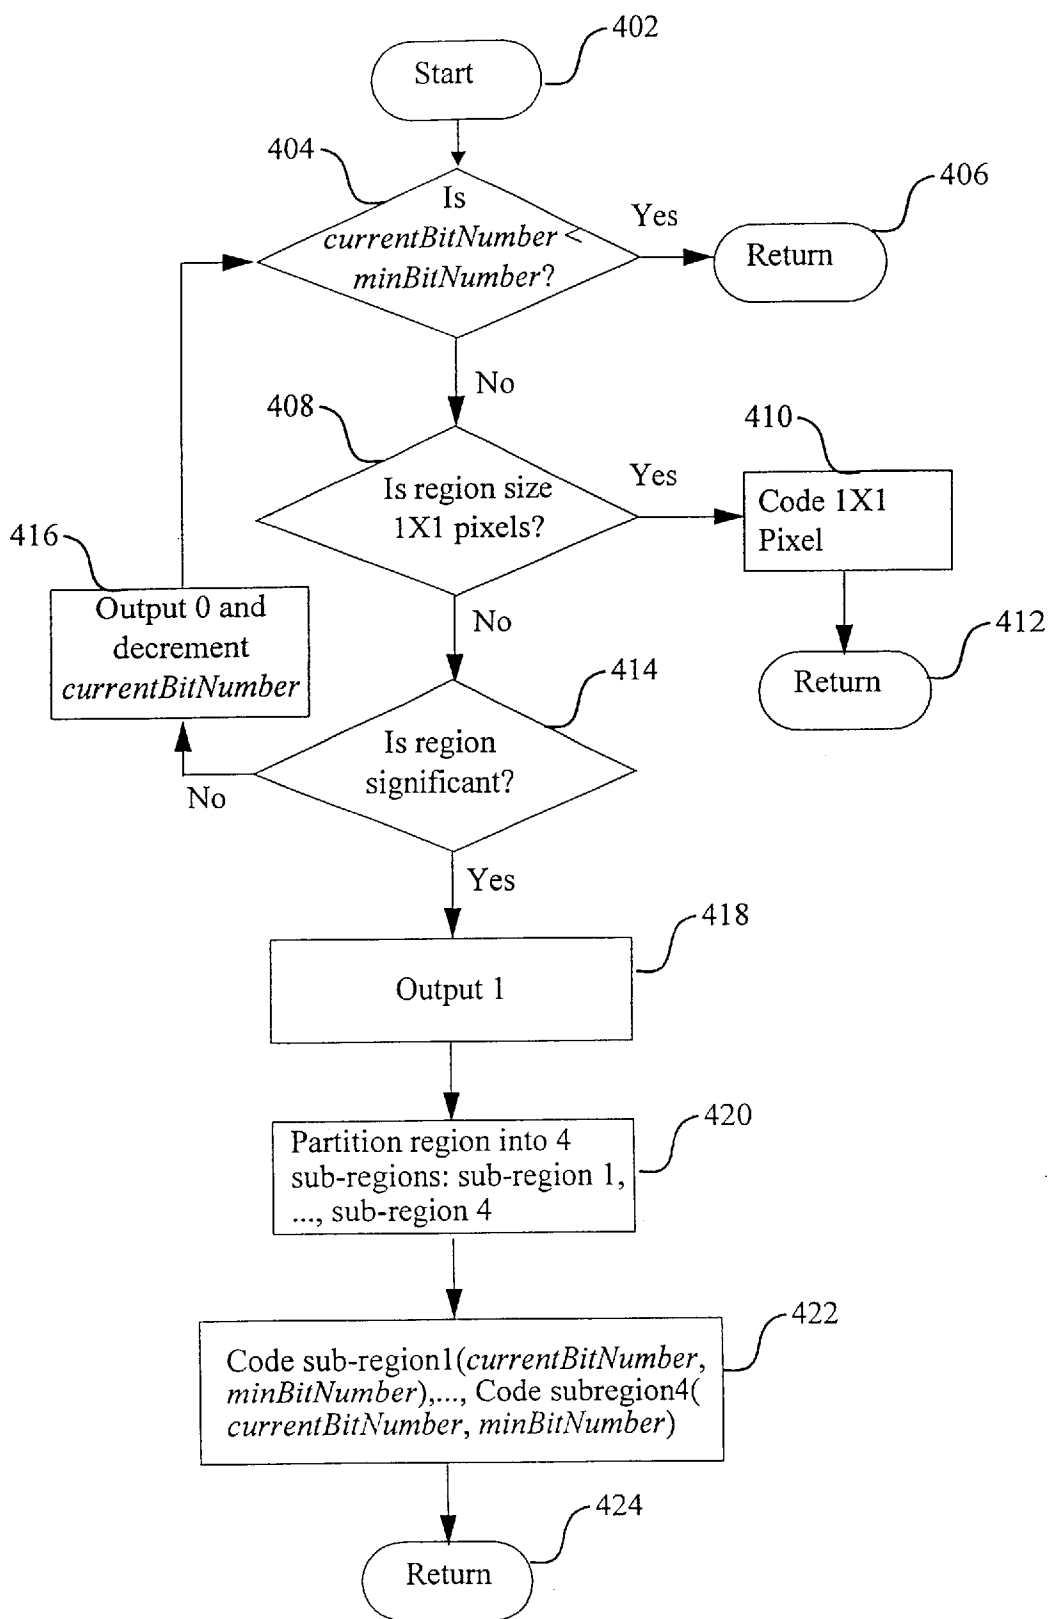 402
Start
404
Is
currentBitNumber <
minBitNumber?
Yes
406
Return
No
408
Is region size
1X1 pixels?
Yes
410
Code 1X1
Pixel
416
Output 0 and
decrement
currentBitNumber
No
412
Return
414
Is region
significant?
No
Yes
418
Output 1
420
Partition region into 4
sub-regions: sub-region 1,
..., sub-region 4
422
Code sub-region1(currentBitNumber,
minBitNumber),..., Code subregion4(
currentBitNumber, minBitNumber)
424
Return